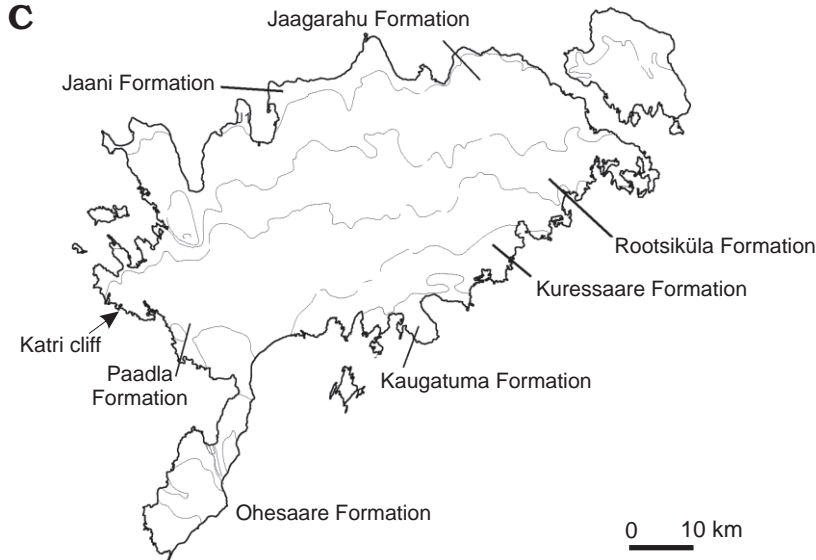 C
Jaagarahu Formation
Jaani Formation
Rootsiküla Formation
Kuressaare Formation
Katri cliff
Paadla
Formation
Kaugatuma Formation
Ohesaare Formation
0 10 km